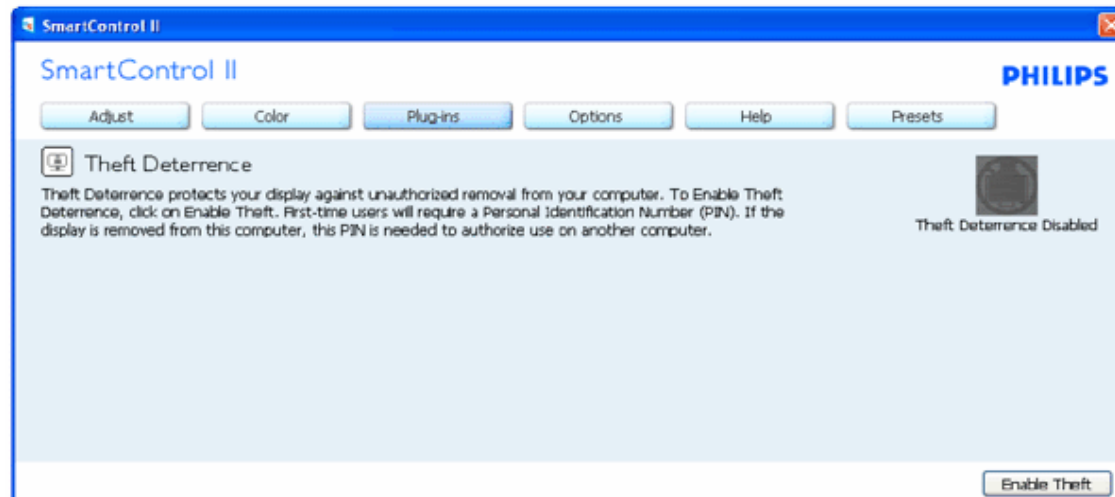 SmartControl II
SmartControl II
PHILIPS
Adjust Color Plug-ins Options Help Presets
Theft Deterrence
Theft Deterrence protects your display against unauthorized removal from your computer. To Enable Theft
Deterrence, click on Enable Theft. First-time users will require a Personal Identification Number (PIN). If the
display is removed from this computer, this PIN is needed to authorize use on another computer.
Theft Deterrence Disabled
Enable Theft